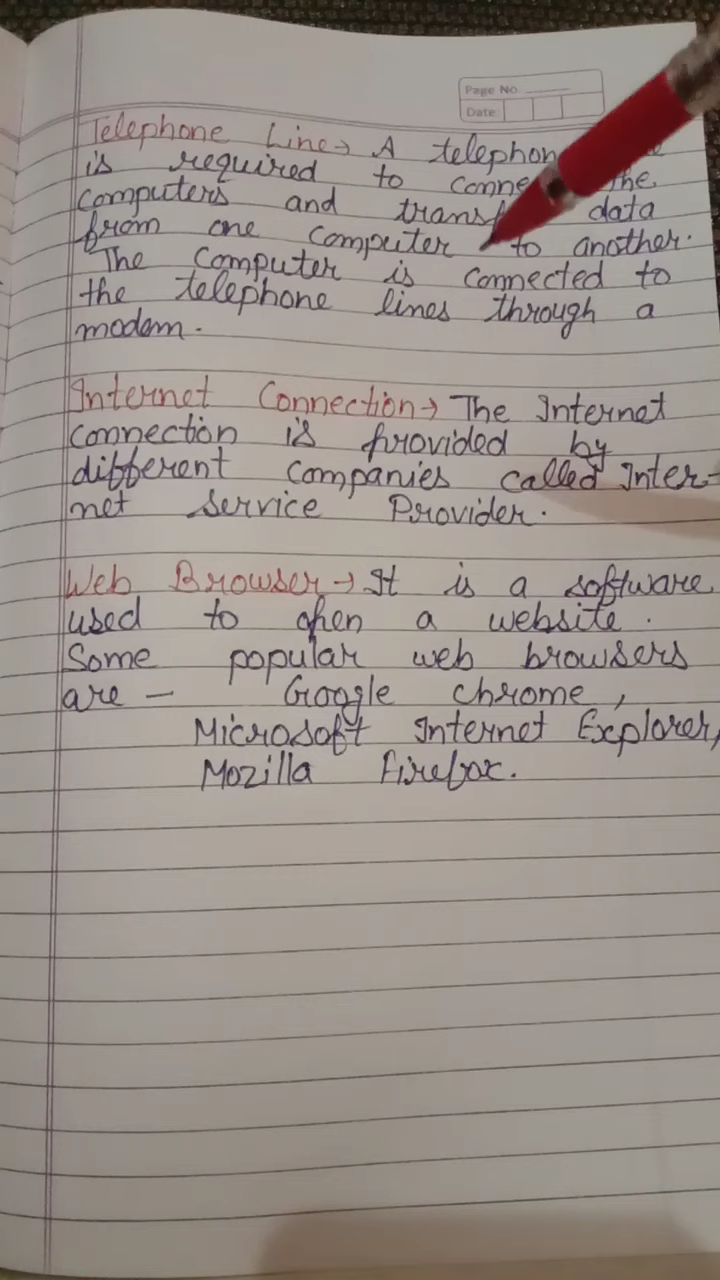 Page No.
Date:
Telephone Line → A telephon
is required to conne the
computers and transf data
from one computer to another.
The computer is connected to
the telephone lines through a
modem.
Internet Connection → The Internet
connection is provided by
different companies called Inter-
net service Provider.
Web Browser → It is a software
used to open a website.
Some popular web browsers
are — Google chrome,
Microsoft Internet Explorer,
Mozilla Firefox.